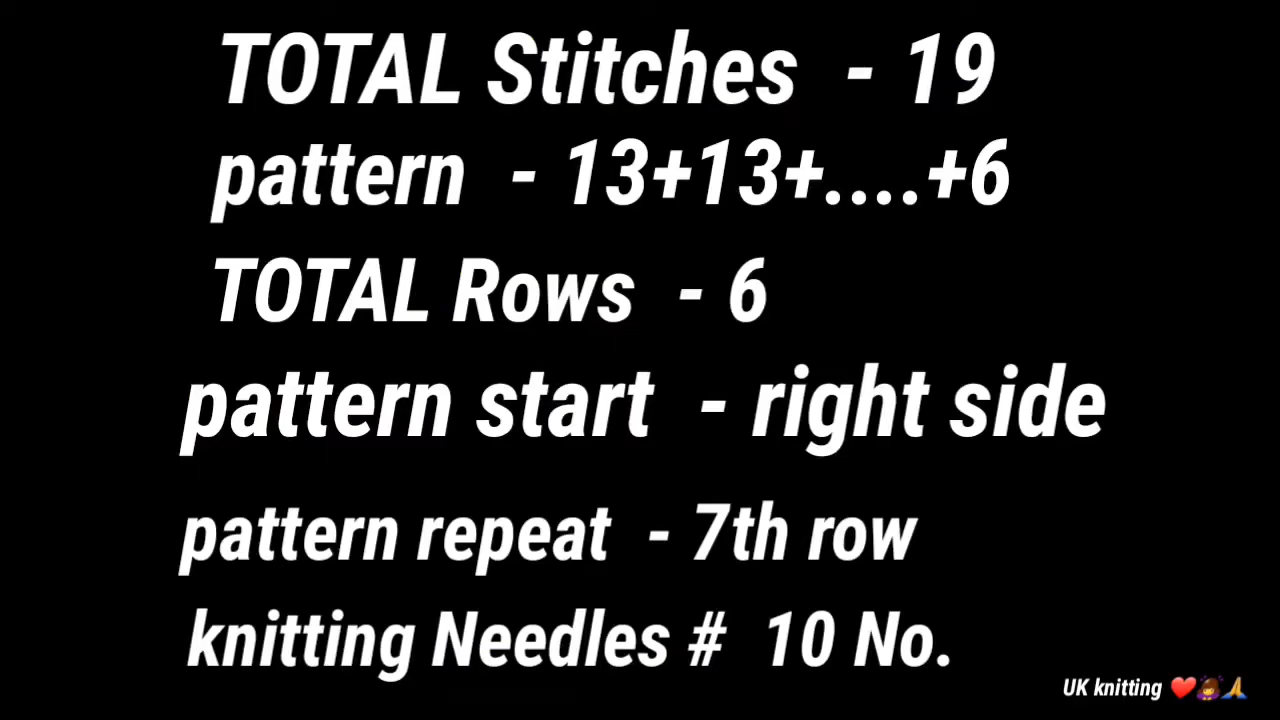 TOTAL Stitches - 19
pattern - 13+13+....+6
TOTAL Rows - 6
pattern start - right side
pattern repeat - 7th row
knitting Needles # 10 No.
UK knitting ❤️🙇‍♀️🙏